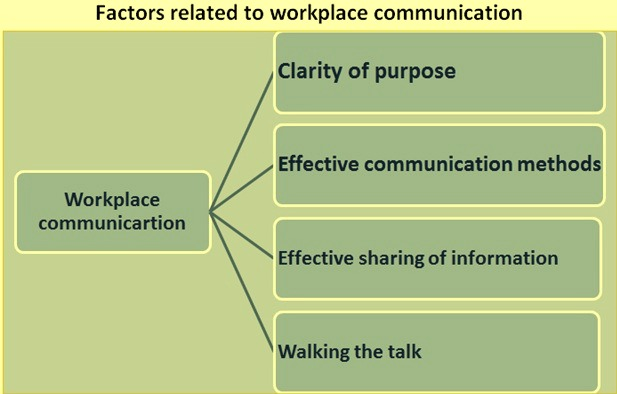 Factors related to workplace communication
Clarity of purpose
Effective communication methods
Workplace
communicartion
Effective sharing of information
Walking the talk